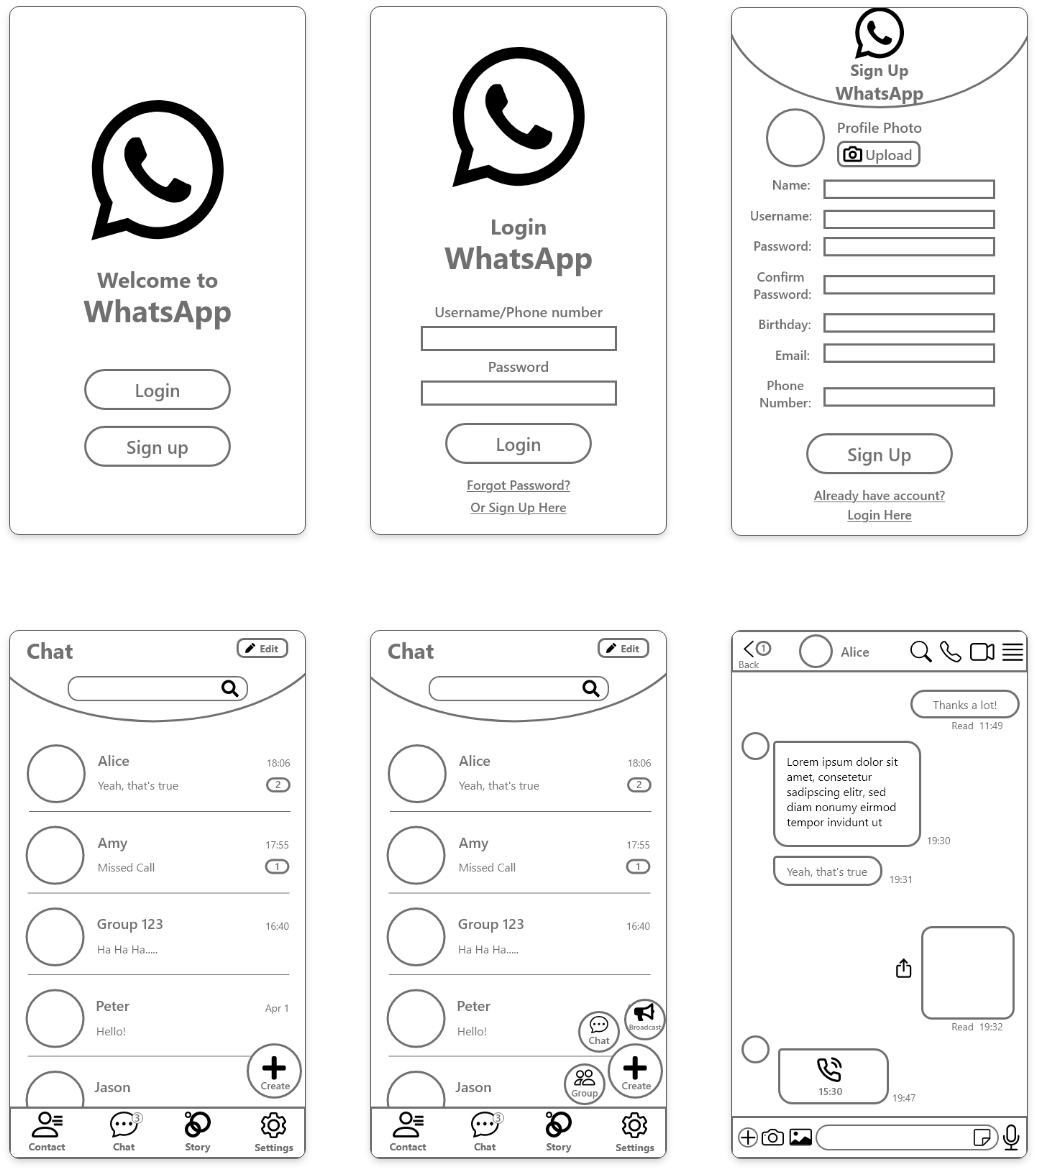 Welcome to
WhatsApp
Login
Sign up
Login
WhatsApp
Username/Phone number
Password
Login
Forgot Password?
Or Sign Up Here
Sign Up
WhatsApp
Profile Photo
Upload
Name:
Username:
Password:
Confirm
Password:
Birthday:
Email:
Phone
Number:
Sign Up
Already have account?
Login Here
Chat
Edit
Alice 18:06
Yeah, that's true 2
Amy 17:55
Missed Call 1
Group 123 16:40
Ha Ha Ha.....
Peter Apr 1
Hello!
Jason
Create
3
Contact Chat Story Settings
Chat
Edit
Alice 18:06
Yeah, that's true 2
Amy 17:55
Missed Call 1
Group 123 16:40
Ha Ha Ha.....
Peter
Hello!
Broadcast
Chat
Jason
Group
Create
3
Contact Chat Story Settings
1
Back
Alice
Thanks a lot!
Read 11:49
Lorem ipsum dolor sit
amet, consetetur
sadipscing elitr, sed
diam nonumy eirmod
tempor invidunt ut
19:30
Yeah, that's true 19:31
Read 19:32
15:30
19:47